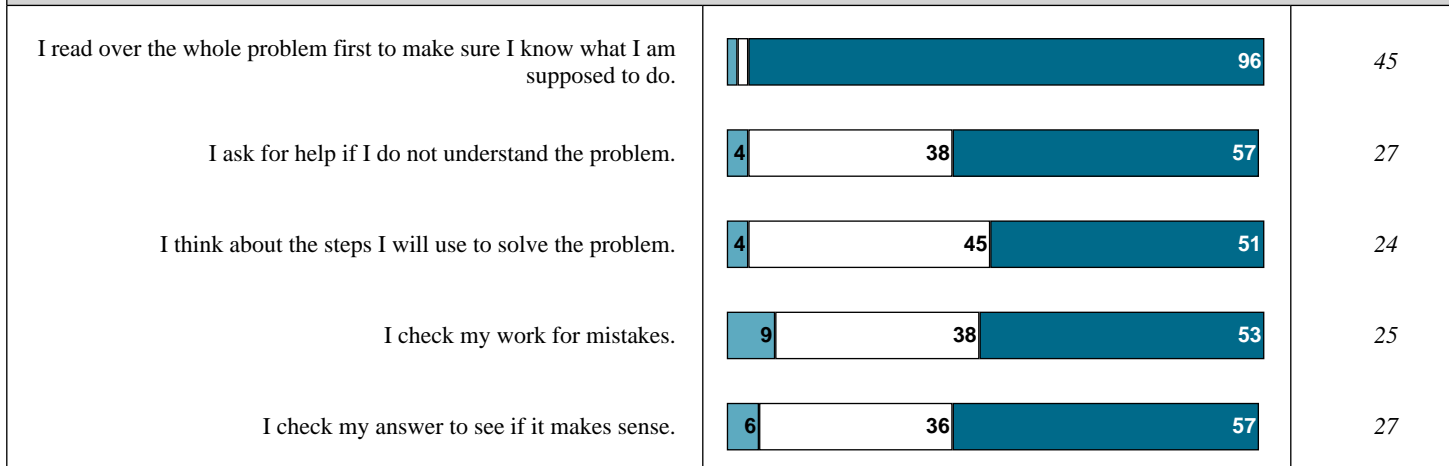 I read over the whole problem first to make sure I know what I am
supposed to do.
96
45
I ask for help if I do not understand the problem.
4 38 57
27
I think about the steps I will use to solve the problem.
4 45 51
24
I check my work for mistakes.
9 38 53
25
I check my answer to see if it makes sense.
6 36 57
27